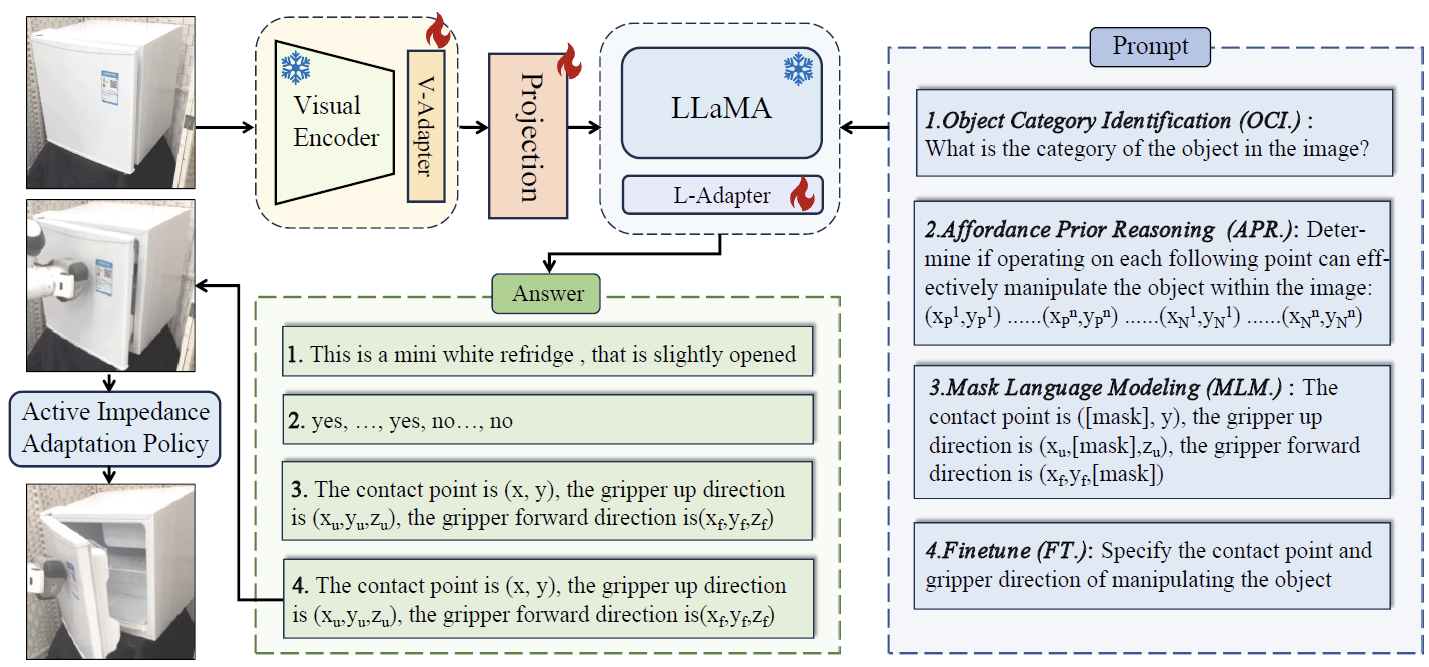 Visual
Encoder
V-Adapter
Projection
LLaMA
L-Adapter
Prompt
1.Object Category Identification (OCI.) :
What is the category of the object in the image?
2.Affordance Prior Reasoning (APR.): Deter-
mine if operating on each following point can eff-
ectively manipulate the object within the image:
(x_P^1,y_P^1) ......(x_P^n,y_P^n) ......(x_N^1,y_N^1) ......(x_N^n,y_N^n)
3.Mask Language Modeling (MLM.) : The
contact point is ([mask], y), the gripper up
direction is (x_u,[mask],z_u), the gripper forward
direction is (x_f,y_f,[mask])
4.Finetune (FT.): Specify the contact point and
gripper direction of manipulating the object
Answer
1. This is a mini white refridge , that is slightly opened
2. yes, …, yes, no…, no
3. The contact point is (x, y), the gripper up direction
is (x_u,y_u,z_u), the gripper forward direction is(x_f,y_f,z_f)
4. The contact point is (x, y), the gripper up direction
is (x_u,y_u,z_u), the gripper forward direction is(x_f,y_f,z_f)
Active Impedance
Adaptation Policy